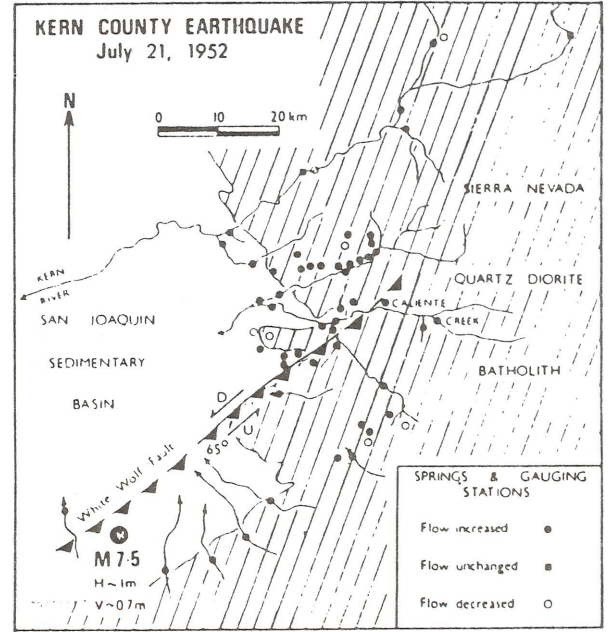 KERN COUNTY EARTHQUAKE
July 21, 1952
N
0 10 20 km
SIERRA NEVADA
KERN
RIVER
QUARTZ DIORITE
CALIENTE
CREEK
SAN JOAQUIN
SEDIMENTARY
BASIN
BATHOLITH
D
U
65°
White Wolf Fault
M 7·5
H ~ 1m
V ~ 0.7m
SPRINGS & GAUGING
STATIONS
Flow increased
Flow unchanged
Flow decreased